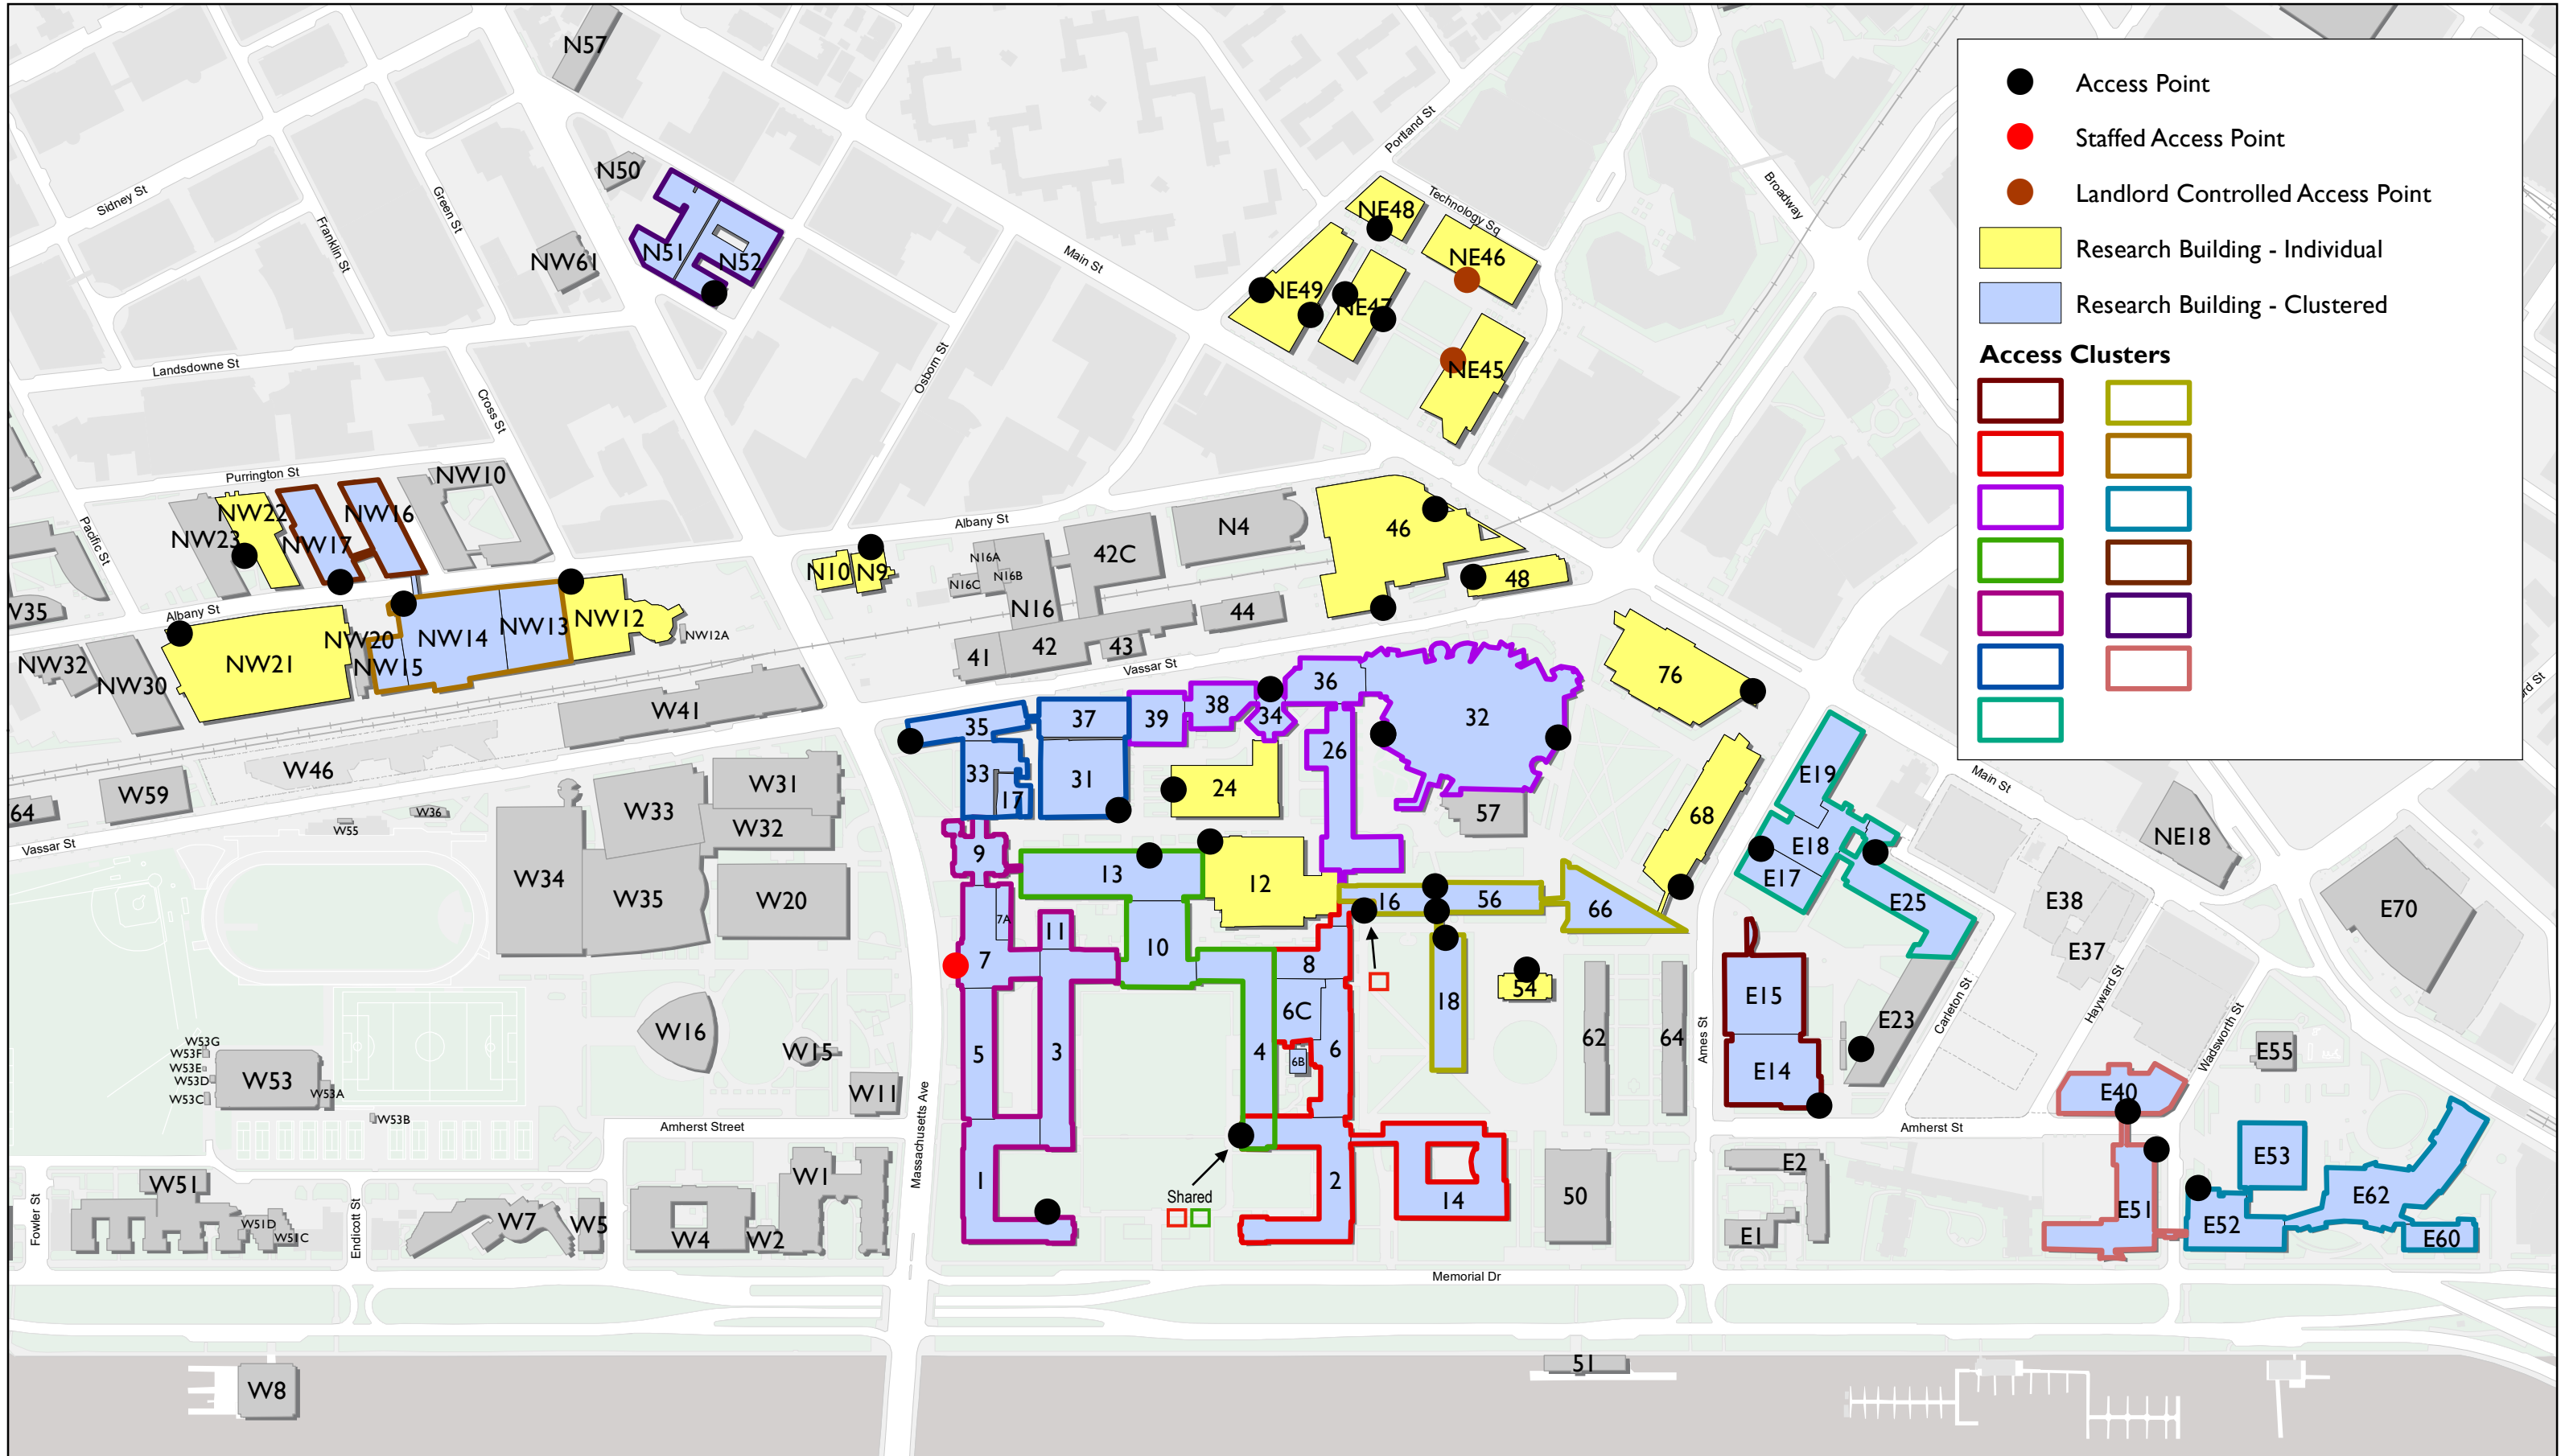 Access Point
Staffed Access Point
Landlord Controlled Access Point
Research Building - Individual
Research Building - Clustered
Access Clusters
N57
N50
N51
N52
NW61
Sidney St
Franklin St
Green St
Landsdowne St
Cross St
Purrington St
Pacific St
Albany St
Osborn St
Main St
Portland St
Technology Sq
Broadway
NE48
NE46
NE49
NE47
NE45
NW10
NW22
NW16
NW23
NW17
NW20
NW14
NW13
NW12
NW12A
NW15
NW21
NW32
NW30
V35
N10
N9
Albany St
N16A
N16B
N16C
N16
42C
N4
46
48
41
42
43
44
Vassar St
W41
W46
W59
64
W55
W36
Vassar St
W31
W33
W32
W34
W35
W20
W16
W15
W11
W53G
W53F
W53E
W53D
W53C
W53
W53A
W53B
Amherst Street
Massachusetts Ave
W51
W51D
W51C
Fowler St
Endicott St
W7
W5
W4
W2
W1
W8
35
37
39
38
34
36
32
26
33
17
31
24
57
76
68
9
13
12
16
56
66
7A
11
7
10
8
6C
6B
6
5
3
4
18
54
62
64
1
2
14
50
Shared
51
Memorial Dr
Ames St
E19
E18
E17
E25
E15
E14
E23
E38
E37
Main St
NE18
E70
Carleton St
Hayward St
Wadsworth St
Amherst St
E55
E40
E2
E1
E51
E52
E53
E62
E60